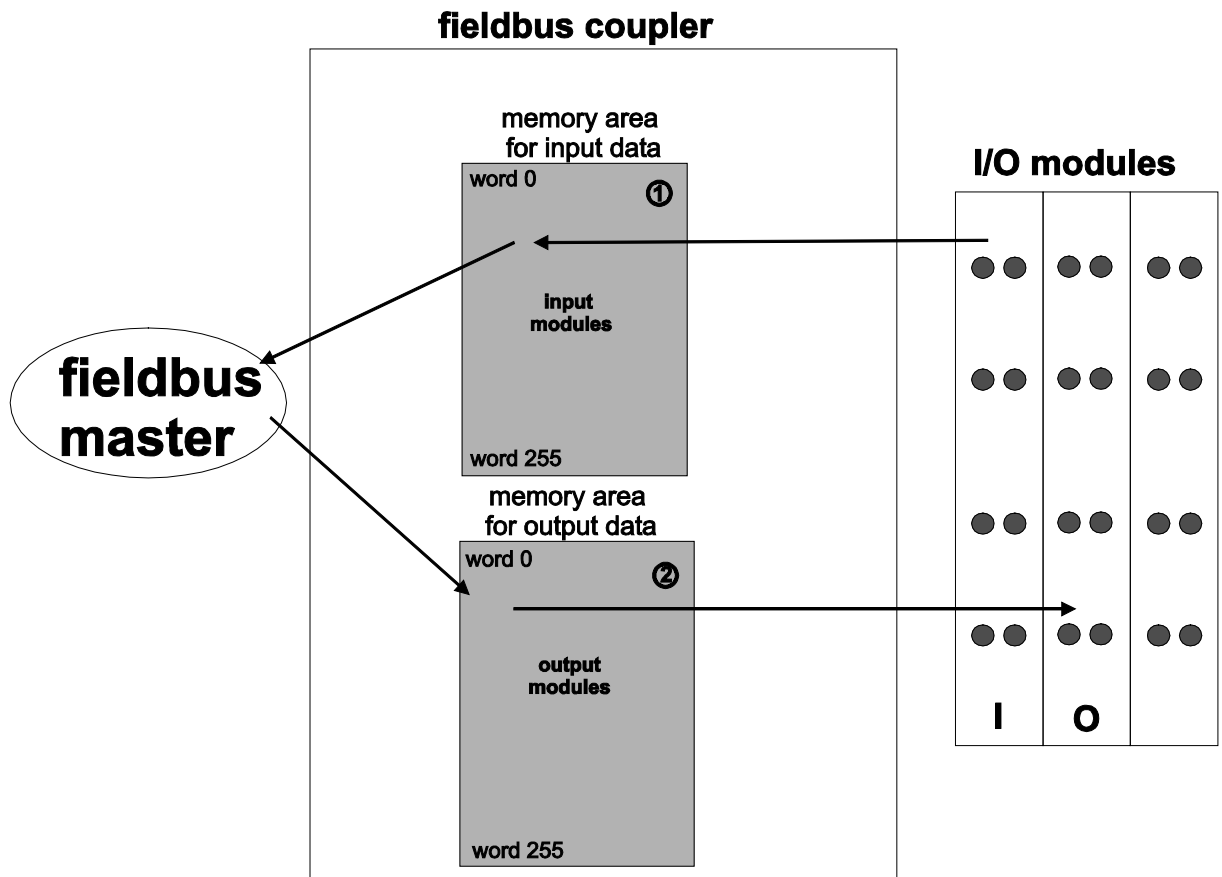 fieldbus coupler
memory area
for input data
word 0
①
input
modules
word 255
I/O modules
fieldbus
master
memory area
for output data
word 0
②
output
modules
word 255
I
O